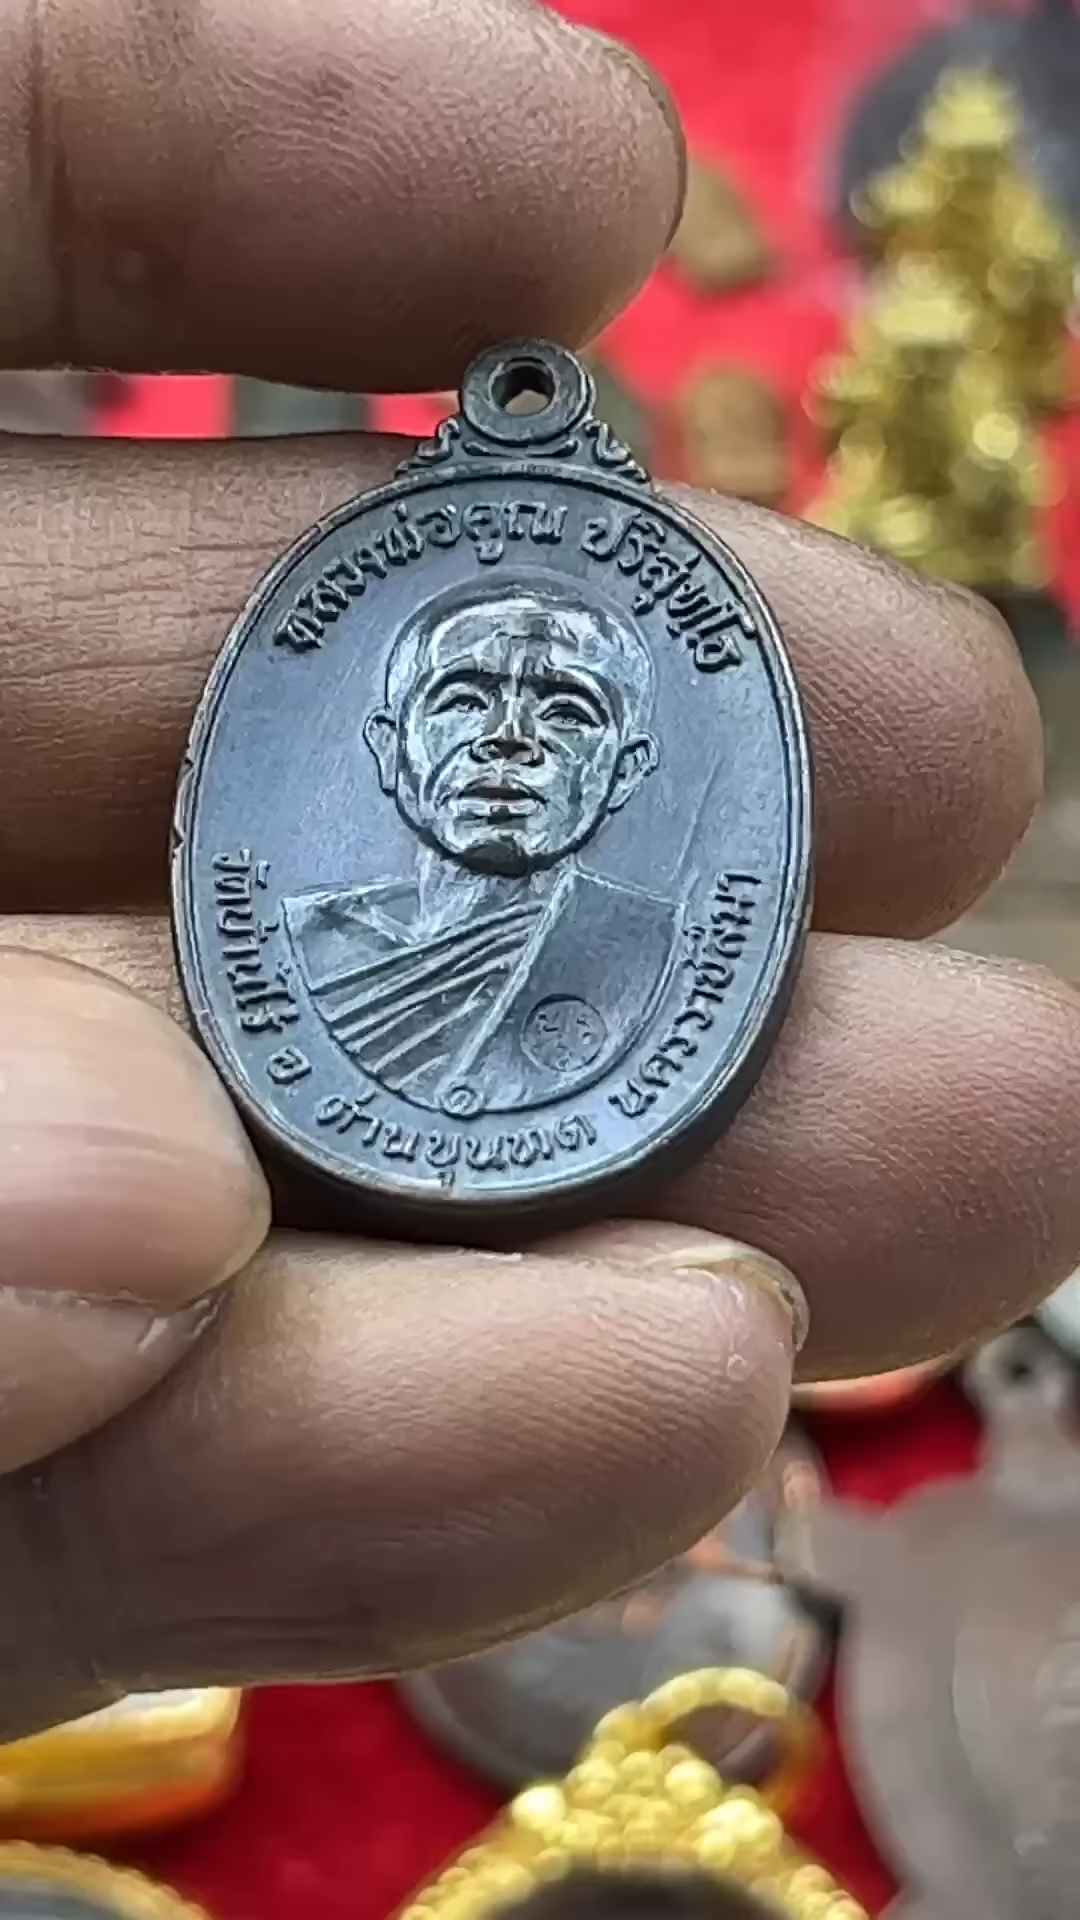 หลวงพ่อคูณ ปริสุทฺโธ
วัดบ้านไร่ อ. ด่านขุนทด นครราชสีมา